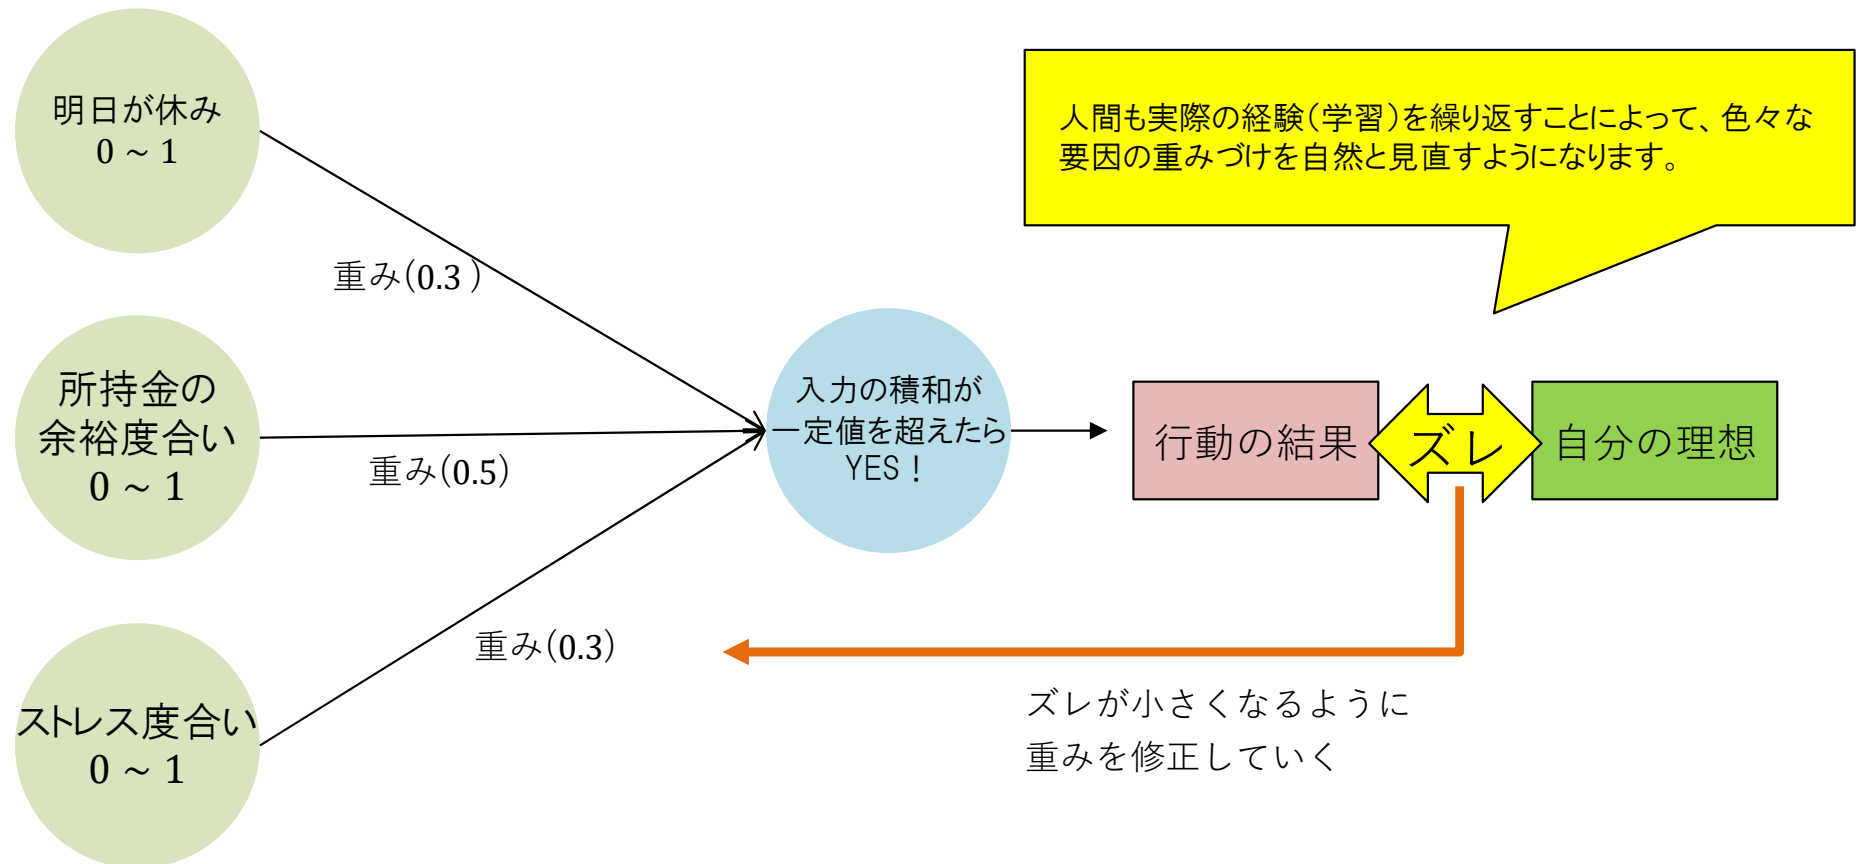 明日が休み
0 ~ 1
人間も実際の経験(学習)を繰り返すことによって、色々な
要因の重みづけを自然と見直すようになります。
重み(0.3 )
所持金の
余裕度合い
0 ~ 1
重み(0.5)
入力の積和が
一定値を超えたら
YES!
行動の結果
ズレ
自分の理想
重み(0.3)
ストレス度合い
0 ~ 1
ズレが小さくなるように
重みを修正していく